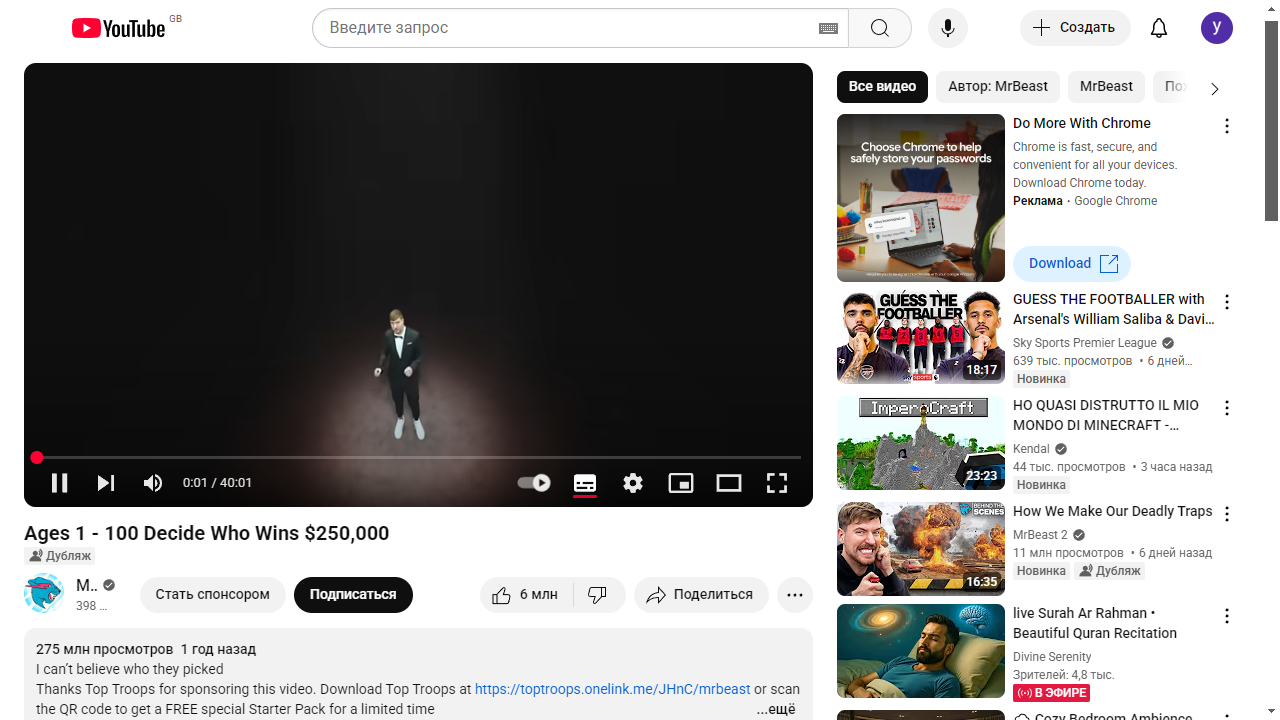 YouTube GB
Введите запрос
Создать
y
0:01 / 40:01
Ages 1 - 100 Decide Who Wins $250,000
Дубляж
M..
398 ...
Стать спонсором
Подписаться
6 млн
Поделиться
275 млн просмотров 1 год назад
I can’t believe who they picked
Thanks Top Troops for sponsoring this video. Download Top Troops at https://toptroops.onelink.me/JHnC/mrbeast or scan
the QR code to get a FREE special Starter Pack for a limited time
...ещё
Все видео
Автор: MrBeast
MrBeast
Choose Chrome to help
safely store your passwords
Do More With Chrome
Chrome is fast, secure, and
convenient for all your devices.
Download Chrome today.
Реклама · Google Chrome
Download
GUESS THE
FOOTBALLER
sky sports
18:17
GUESS THE FOOTBALLER with
Arsenal's William Saliba & Davi...
Sky Sports Premier League
639 тыс. просмотров • 6 дней...
Новинка
ImperoCraft
23:23
HO QUASI DISTRUTTO IL MIO
MONDO DI MINECRAFT -...
Kendal
44 тыс. просмотров • 3 часа назад
Новинка
BEHIND THE
SCENES
16:35
How We Make Our Deadly Traps
MrBeast 2
11 млн просмотров • 6 дней назад
Новинка
Дубляж
live Surah Ar Rahman •
Beautiful Quran Recitation
Divine Serenity
Зрителей: 4,8 тыс.
В ЭФИРЕ
Cozy Bedroom Ambience